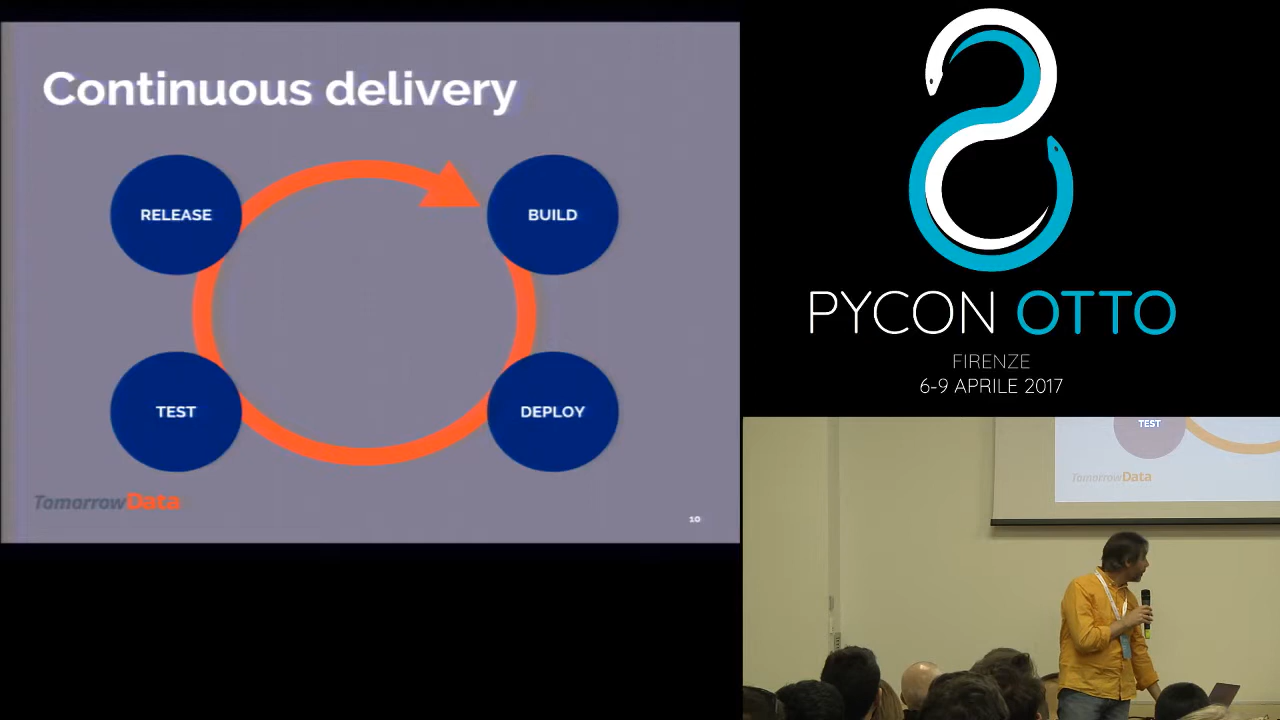 Continuous delivery
RELEASE
BUILD
TEST
DEPLOY
TomorrowData
10
PYCON OTTO
FIRENZE
6-9 APRILE 2017
TEST
TomorrowData